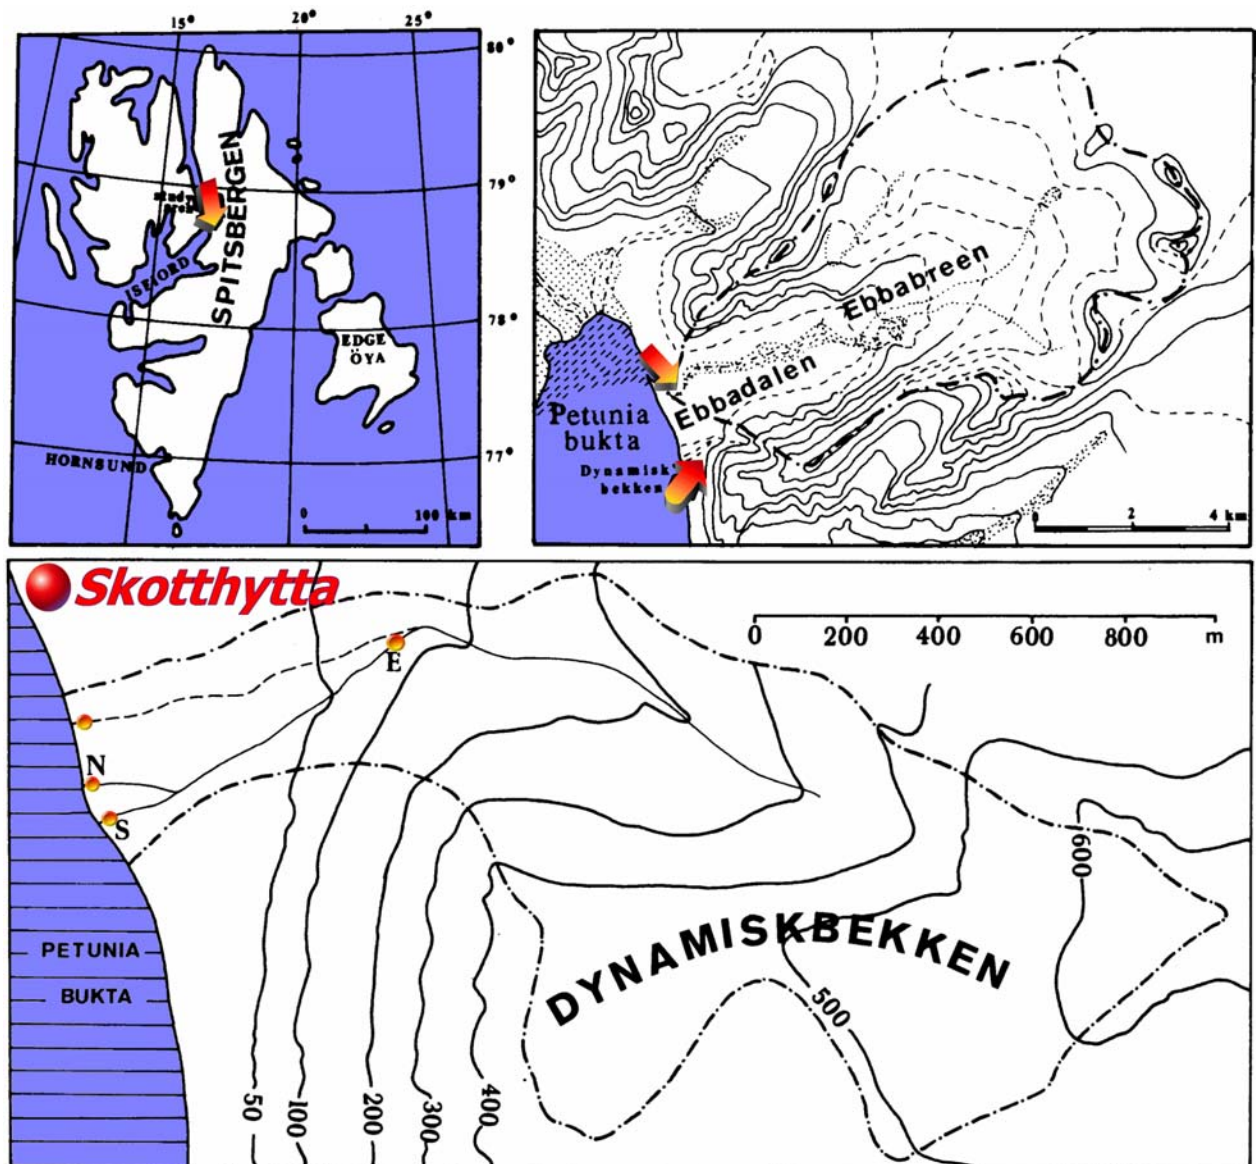 15°
20°
25°
80°
79°
78°
77°
study
area
SPITSBERGEN
ISFJORD
EDGE
ÖYA
HORNSUND
0 100 km
Ebbabreen
Ebbadalen
Petunia
bukta
Dynamisk
bekken
0 2 4 km
Skotthytta
0 200 400 600 800 m
E
N
S
PETUNIA
BUKTA
DYNAMISKBEKKEN
600
500
50
100
200
300
400